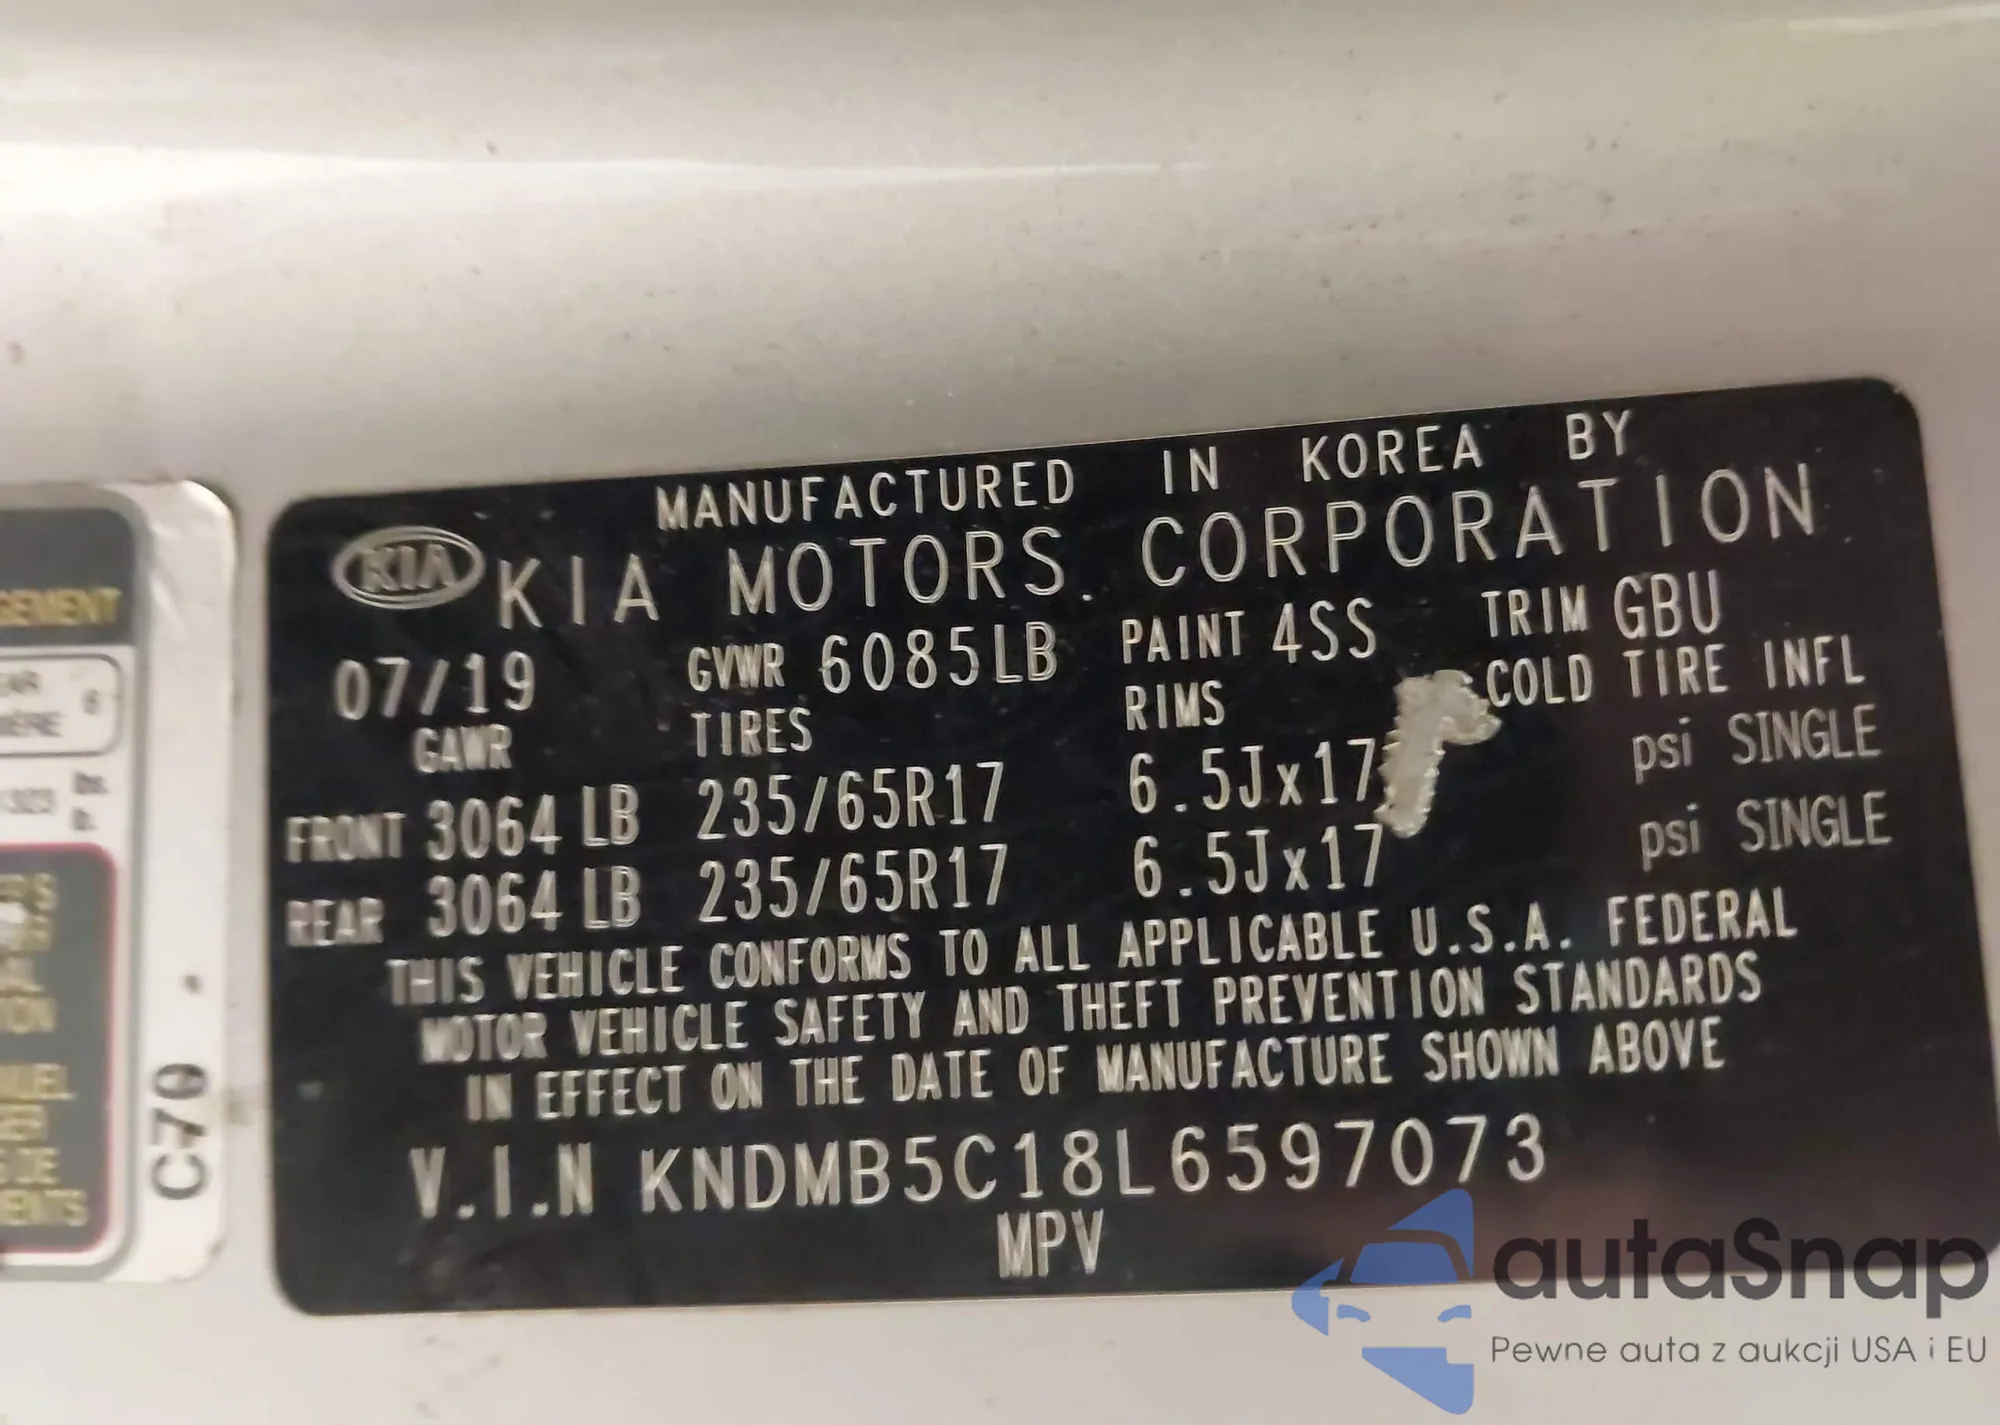 MANUFACTURED IN KOREA BY
KIA KIA MOTORS CORPORATION
07/19 GVWR 6085LB PAINT 4SS TRIM GBU
GAWR TIRES RIMS COLD TIRE INFL
FRONT 3064 LB 235/65R17 6.5Jx17 psi SINGLE
REAR 3064 LB 235/65R17 6.5Jx17 psi SINGLE
THIS VEHICLE CONFORMS TO ALL APPLICABLE U.S.A. FEDERAL
MOTOR VEHICLE SAFETY AND THEFT PREVENTION STANDARDS
IN EFFECT ON THE DATE OF MANUFACTURE SHOWN ABOVE
V.I.N KNDMB5C18L6597073
MPV
C70
autaSnap
Pewne auta z aukcji USA i EU